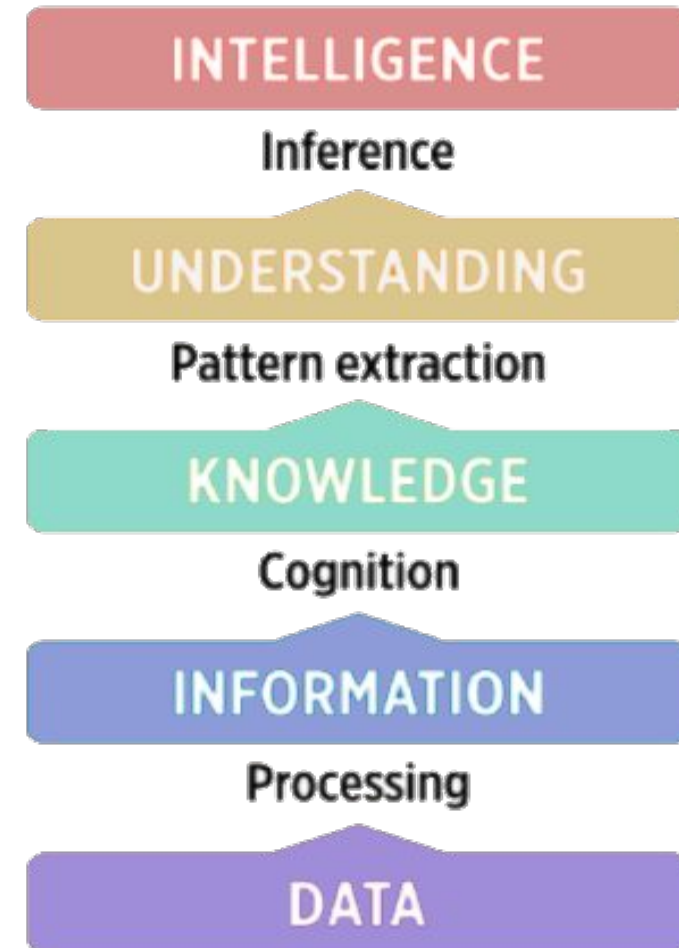 INTELLIGENCE
Inference
UNDERSTANDING
Pattern extraction
KNOWLEDGE
Cognition
INFORMATION
Processing
DATA